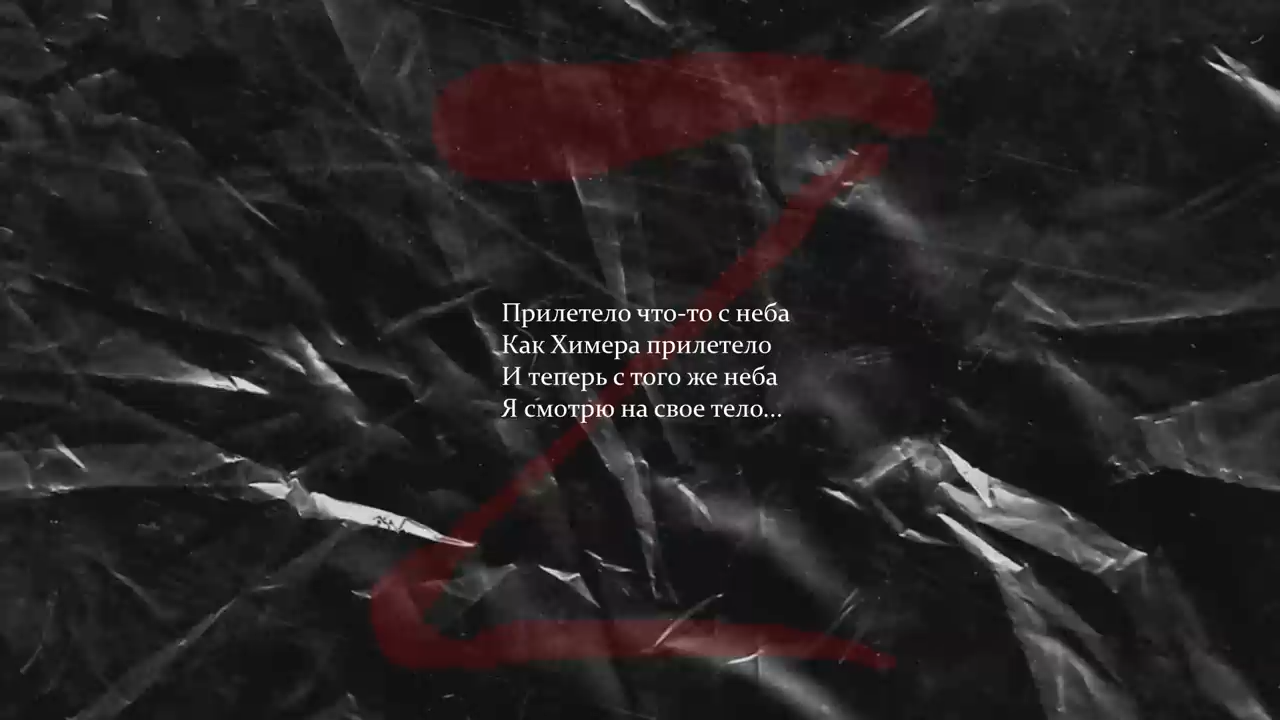 Прилетело что-то с неба
Как Химера прилетело
И теперь с того же неба
Я смотрю на свое тело...